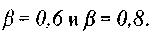 β = 0,6 и β = 0,8.